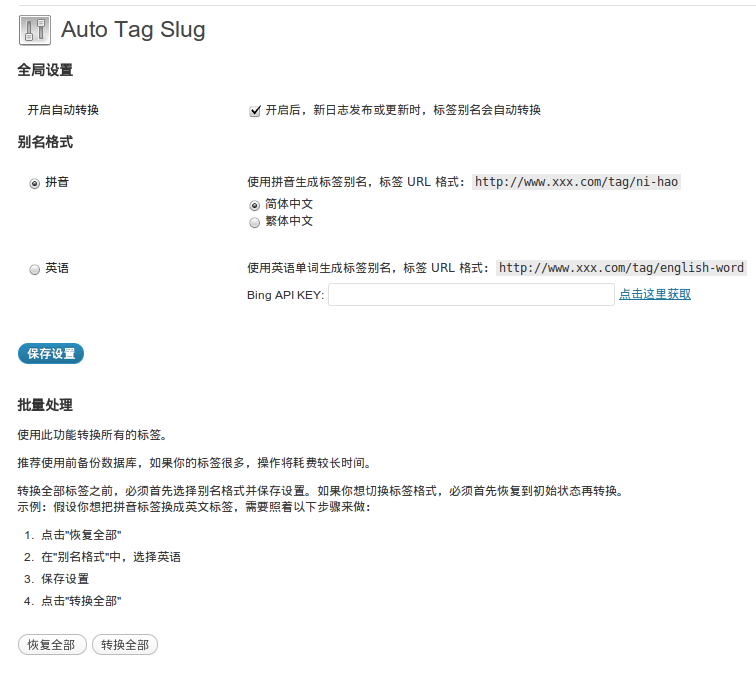 Auto Tag Slug
全局设置
开启自动转换 开启后，新日志发布或更新时，标签别名会自动转换
别名格式
拼音 使用拼音生成标签别名，标签 URL 格式： http://www.xxx.com/tag/ni-hao
简体中文
繁体中文
英语 使用英语单词生成标签别名，标签 URL 格式： http://www.xxx.com/tag/english-word
Bing API KEY: 点击这里获取
保存设置
批量处理
使用此功能转换所有的标签。
推荐使用前备份数据库，如果你的标签很多，操作将耗费较长时间。
转换全部标签之前，必须首先选择别名格式并保存设置。如果你想切换标签格式，必须首先恢复到初始状态再转换。
示例：假设你想把拼音标签换成英文标签，需要照着以下步骤来做：
1. 点击"恢复全部"
2. 在"别名格式"中，选择英语
3. 保存设置
4. 点击"转换全部"
恢复全部 转换全部